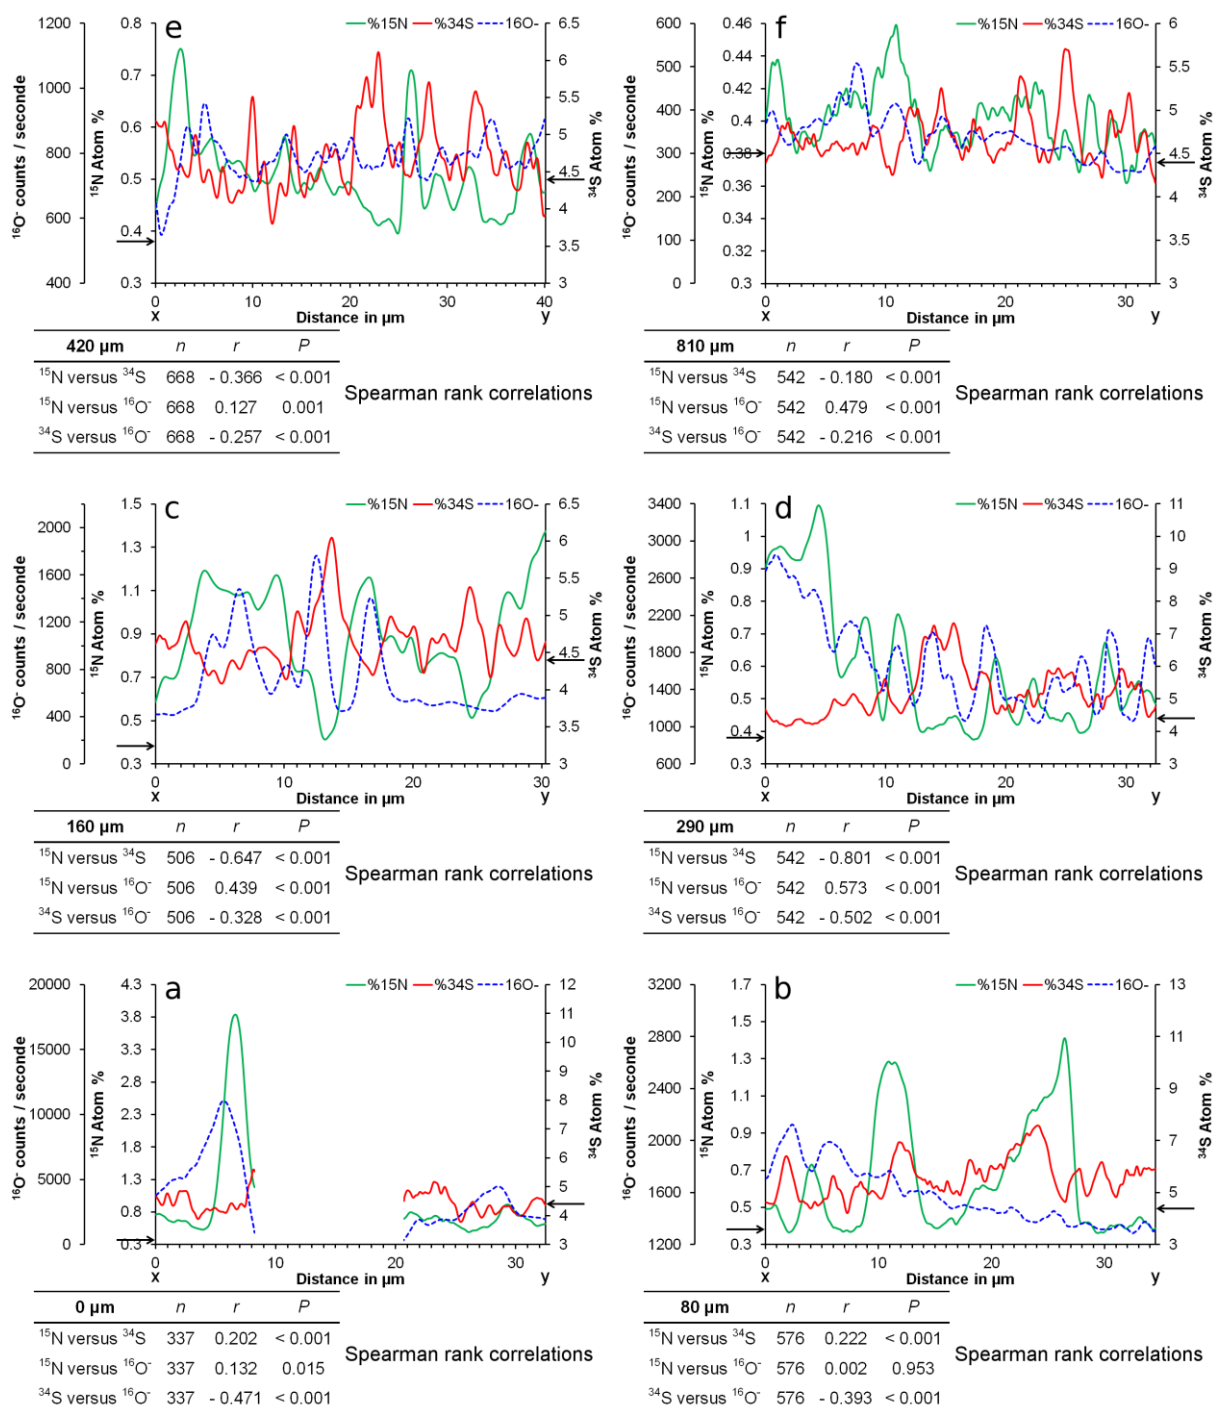 e
%15N %34S 16O-
¹⁶O⁻ counts / seconde
1200
1000
800
600
400
¹⁵N Atom %
0.8
0.7
0.6
0.5
0.4
0.3
³⁴S Atom %
6.5
6
5.5
5
4.5
4
3.5
3
0 10 20 30 40
x Distance in µm y
420 µm n r P
¹⁵N versus ³⁴S 668 - 0.366 < 0.001
¹⁵N versus ¹⁶O⁻ 668 0.127 0.001
³⁴S versus ¹⁶O⁻ 668 - 0.257 < 0.001
Spearman rank correlations
f
%15N %34S 16O-
¹⁶O⁻ counts / seconde
600
500
400
300
200
100
0
¹⁵N Atom %
0.46
0.44
0.42
0.4
0.38
0.36
0.34
0.32
0.3
³⁴S Atom %
6
5.5
5
4.5
4
3.5
3
0 10 20 30
x Distance in µm y
810 µm n r P
¹⁵N versus ³⁴S 542 - 0.180 < 0.001
¹⁵N versus ¹⁶O⁻ 542 0.479 < 0.001
³⁴S versus ¹⁶O⁻ 542 - 0.216 < 0.001
Spearman rank correlations
c
%15N %34S 16O-
¹⁶O⁻ counts / seconde
2000
1600
1200
800
400
0
¹⁵N Atom %
1.5
1.3
1.1
0.9
0.7
0.5
0.3
³⁴S Atom %
6.5
6
5.5
5
4.5
4
3.5
3
0 10 20 30
x Distance in µm y
160 µm n r P
¹⁵N versus ³⁴S 506 - 0.647 < 0.001
¹⁵N versus ¹⁶O⁻ 506 0.439 < 0.001
³⁴S versus ¹⁶O⁻ 506 - 0.328 < 0.001
Spearman rank correlations
d
%15N %34S 16O-
¹⁶O⁻ counts / seconde
3400
3000
2600
2200
1800
1400
1000
600
¹⁵N Atom %
1.1
1
0.9
0.8
0.7
0.6
0.5
0.4
0.3
³⁴S Atom %
11
10
9
8
7
6
5
4
3
0 10 20 30
x Distance in µm y
290 µm n r P
¹⁵N versus ³⁴S 542 - 0.801 < 0.001
¹⁵N versus ¹⁶O⁻ 542 0.573 < 0.001
³⁴S versus ¹⁶O⁻ 542 - 0.502 < 0.001
Spearman rank correlations
a
%15N %34S 16O-
¹⁶O⁻ counts / seconde
20000
15000
10000
5000
0
¹⁵N Atom %
4.3
3.8
3.3
2.8
2.3
1.8
1.3
0.8
0.3
³⁴S Atom %
12
11
10
9
8
7
6
5
4
3
0 10 20 30
x Distance in µm y
0 µm n r P
¹⁵N versus ³⁴S 337 0.202 < 0.001
¹⁵N versus ¹⁶O⁻ 337 0.132 0.015
³⁴S versus ¹⁶O⁻ 337 - 0.471 < 0.001
Spearman rank correlations
b
%15N %34S 16O-
¹⁶O⁻ counts / seconde
3200
2800
2400
2000
1600
1200
¹⁵N Atom %
1.7
1.5
1.3
1.1
0.9
0.7
0.5
0.3
³⁴S Atom %
13
11
9
7
5
3
0 10 20 30
x Distance in µm y
80 µm n r P
¹⁵N versus ³⁴S 576 0.222 < 0.001
¹⁵N versus ¹⁶O⁻ 576 0.002 0.953
³⁴S versus ¹⁶O⁻ 576 - 0.393 < 0.001
Spearman rank correlations